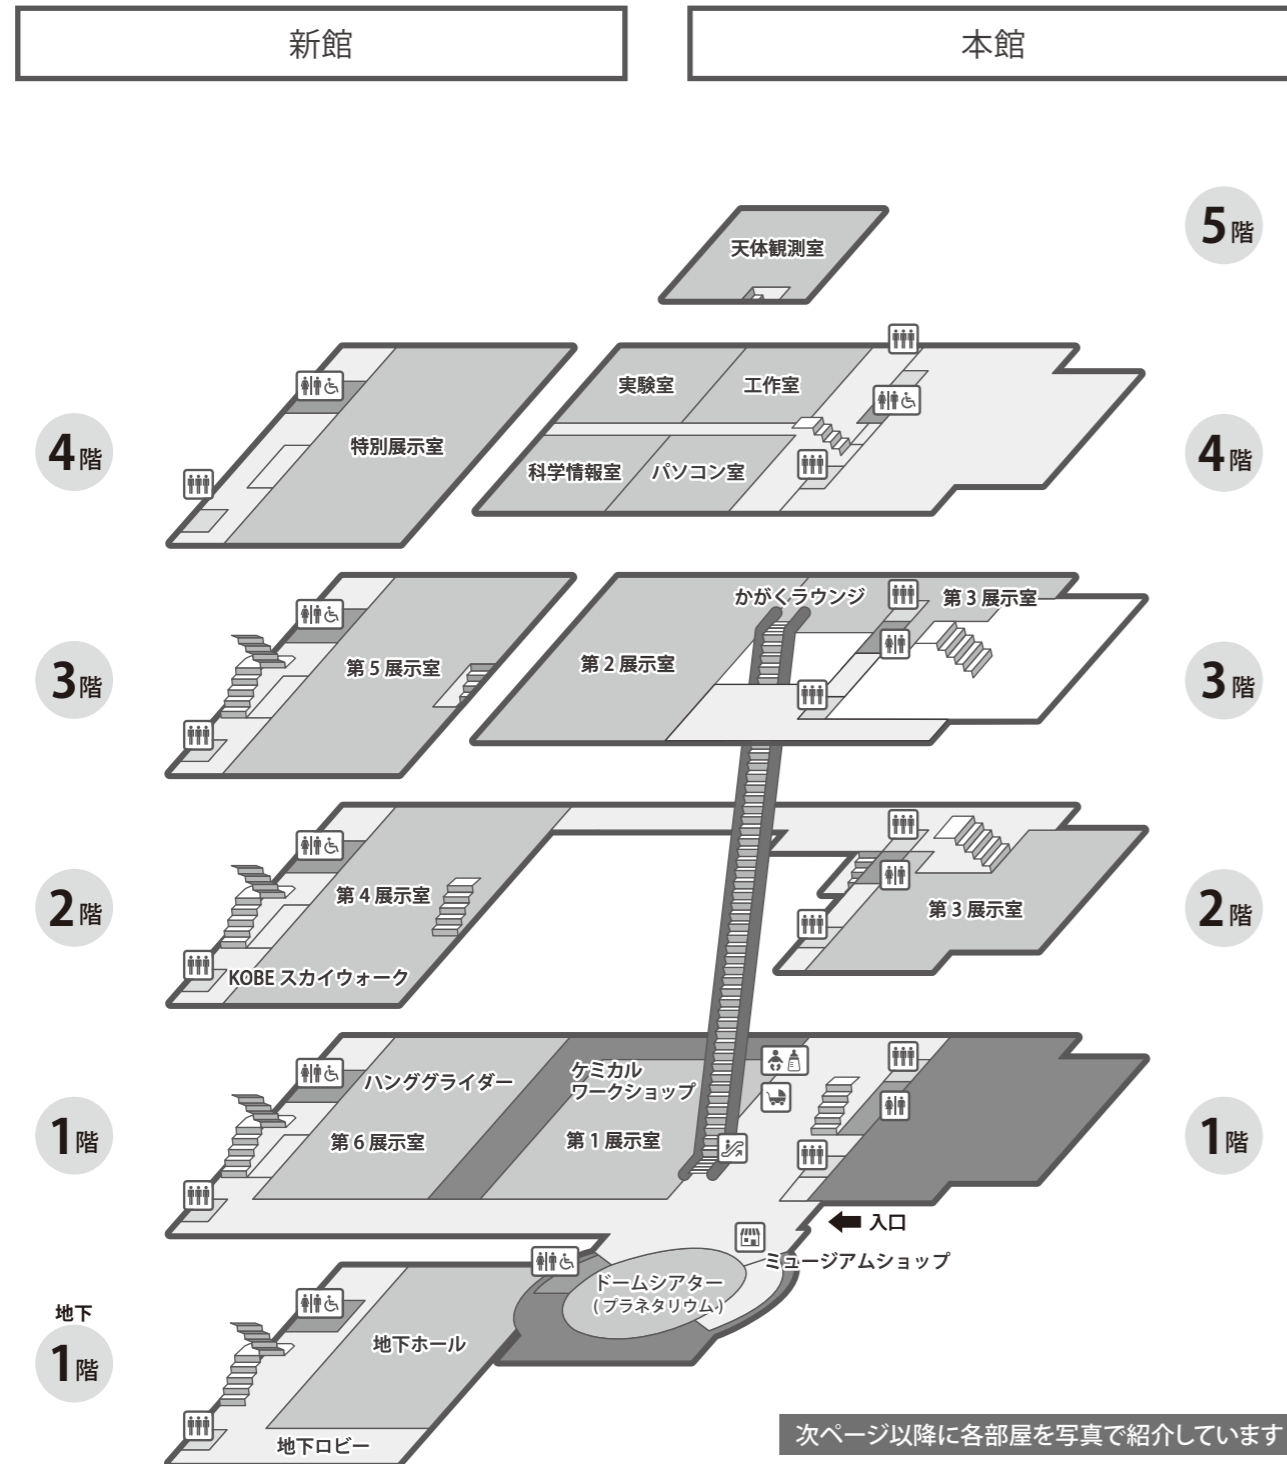 新館
本館
天体観測室
5階
実験室
工作室
特別展示室
科学情報室
パソコン室
4階
4階
かがくラウンジ
第3展示室
第5展示室
第2展示室
3階
3階
第4展示室
第3展示室
KOBE スカイウォーク
2階
2階
ハンググライダー
ケミカル
ワークショップ
第6展示室
第1展示室
1階
1階
入口
ミュージアムショップ
ドームシアター
(プラネタリウム)
地下
1階
地下ホール
地下ロビー
次ページ以降に各部屋を写真で紹介しています